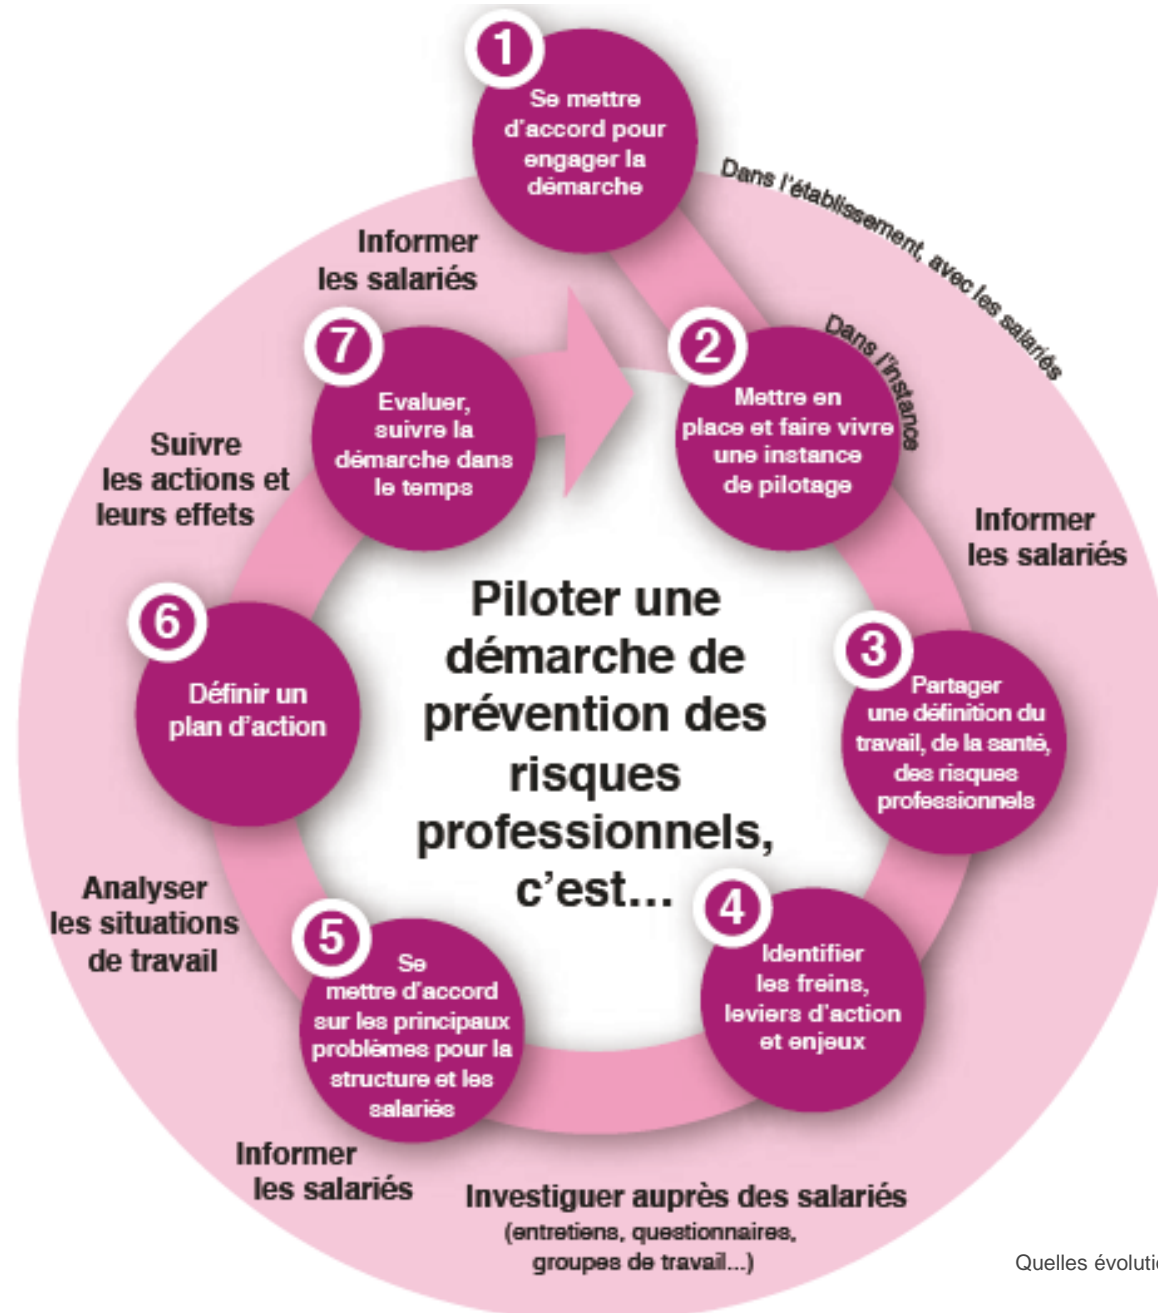 1
Se mettre
d'accord pour
engager la
démarche
Dans l'établissement, avec les salariés
Informer
les salariés
7
Evaluer,
suivre la
démarche dans
le temps
2
Mettre en
place et faire vivre
une instance
de pilotage
Dans l'instance
Suivre
les actions et
leurs effets
Informer
les salariés
6
Définir un
plan d'action
Piloter une
démarche de
prévention des
risques
professionnels,
c'est...
3
Partager
une définition du
travail, de la santé,
des risques
professionnels
Analyser
les situations
de travail
5
Se
mettre d'accord
sur les principaux
problèmes pour la
structure et les
salariés
4
Identifier
les freins,
leviers d'action
et enjeux
Informer
les salariés
Investiguer auprès des salariés
(entretiens, questionnaires,
groupes de travail...)
Quelles